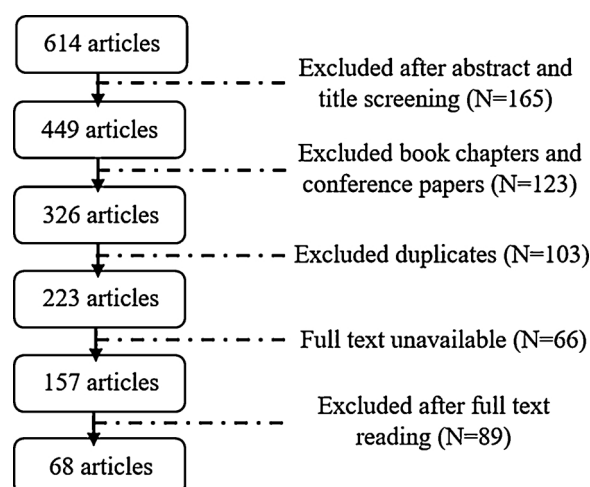 614 articles
Excluded after abstract and
title screening (N=165)
449 articles
Excluded book chapters and
conference papers (N=123)
326 articles
Excluded duplicates (N=103)
223 articles
Full text unavailable (N=66)
157 articles
Excluded after full text
reading (N=89)
68 articles